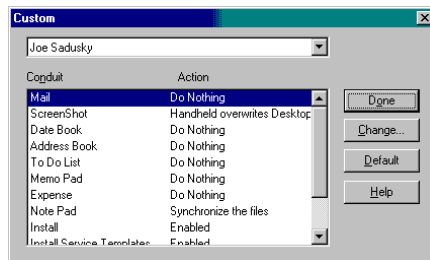 Custom
Joe Sadusky
Conduit Action
Mail Do Nothing
ScreenShot Handheld overwrites Desktop
Date Book Do Nothing
Address Book Do Nothing
To Do List Do Nothing
Memo Pad Do Nothing
Expense Do Nothing
Note Pad Synchronize the files
Install Enabled
Install Service Templates Enabled
Done
Change...
Default
Help